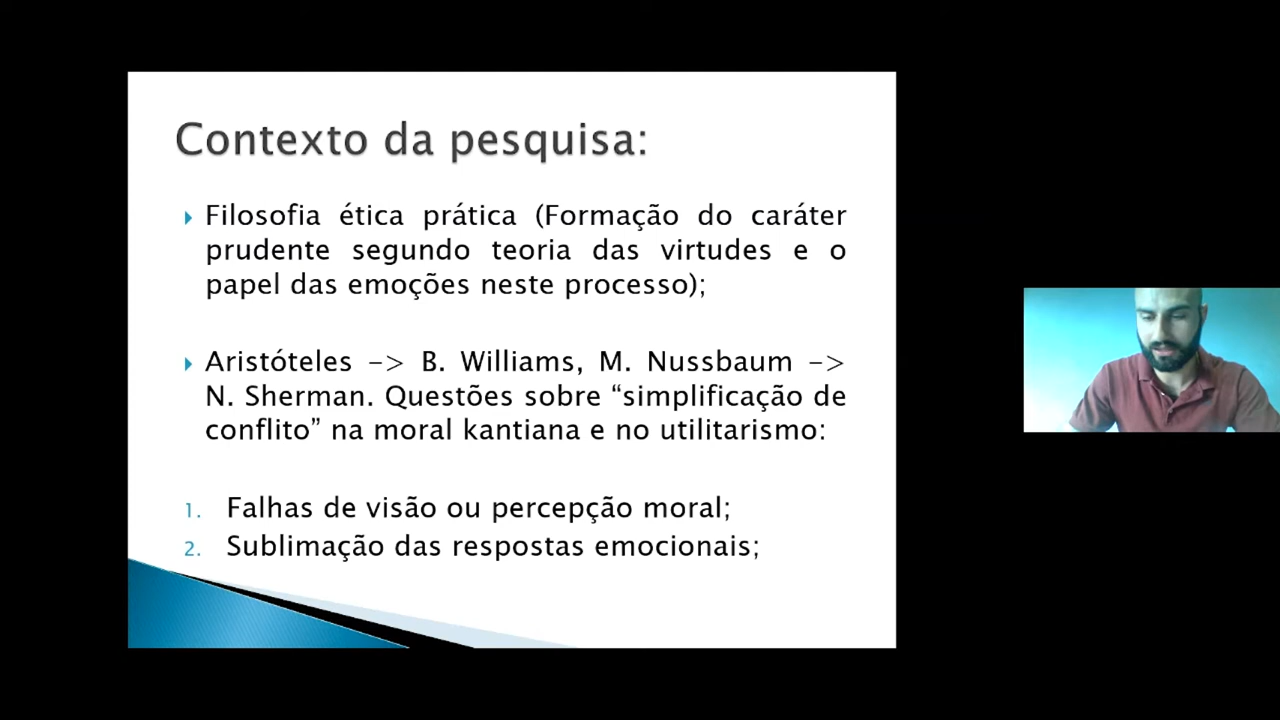 Contexto da pesquisa:
Filosofia ética prática (Formação do caráter
prudente segundo teoria das virtudes e o
papel das emoções neste processo);
Aristóteles -> B. Williams, M. Nussbaum ->
N. Sherman. Questões sobre “simplificação de
conflito” na moral kantiana e no utilitarismo:
1. Falhas de visão ou percepção moral;
2. Sublimação das respostas emocionais;